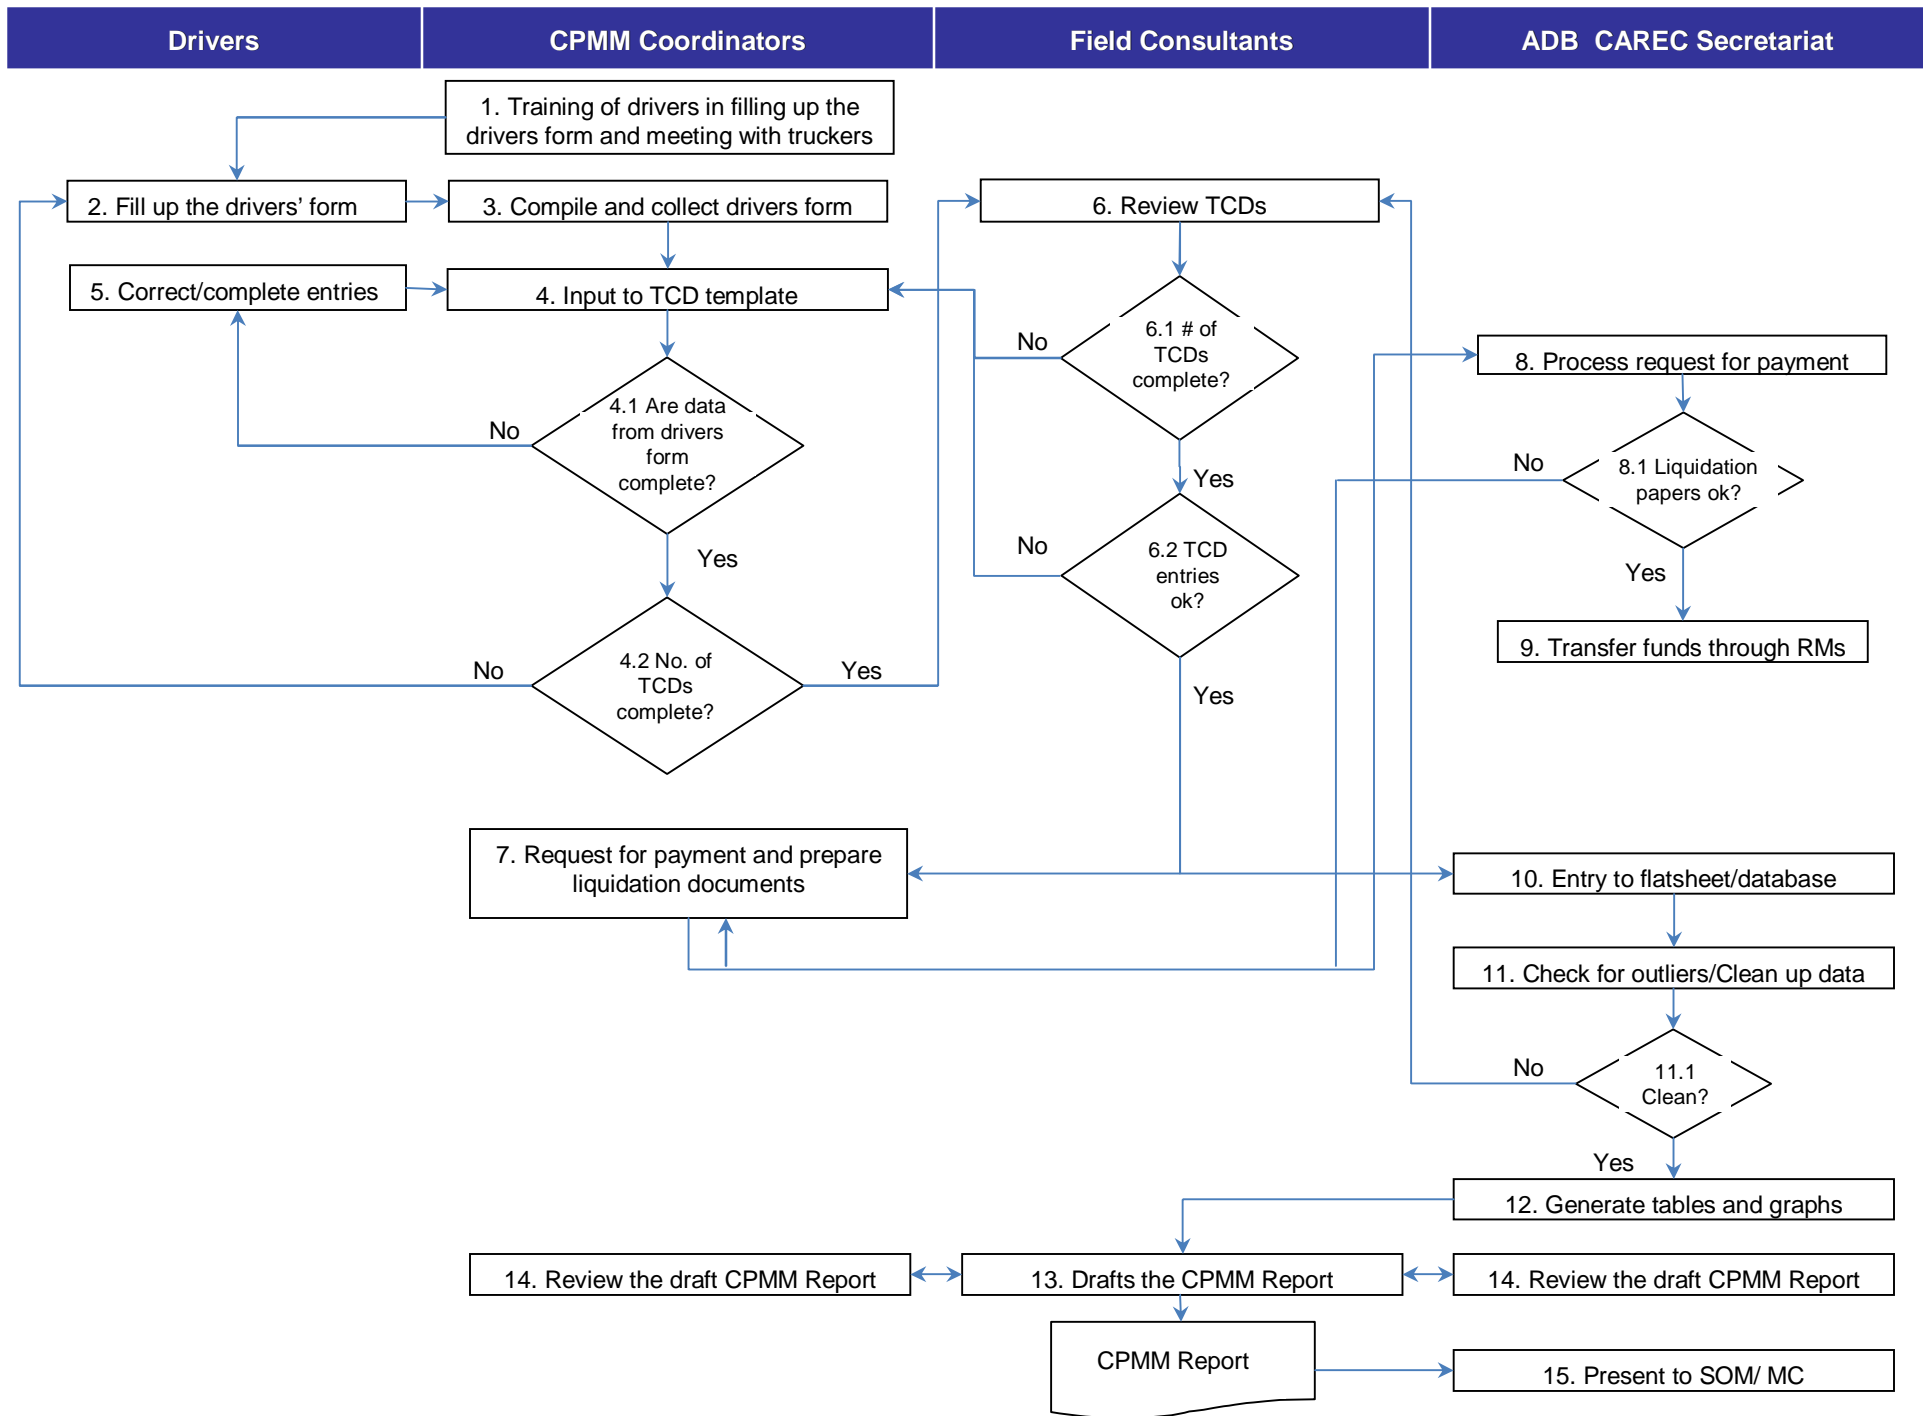 Drivers
CPMM Coordinators
Field Consultants
ADB CAREC Secretariat
1. Training of drivers in filling up the
drivers form and meeting with truckers
2. Fill up the drivers’ form
3. Compile and collect drivers form
6. Review TCDs
5. Correct/complete entries
4. Input to TCD template
No
6.1 # of
TCDs
complete?
8. Process request for payment
No
4.1 Are data
from drivers
form
complete?
Yes
No
8.1 Liquidation
papers ok?
Yes
No
6.2 TCD
entries
ok?
Yes
9. Transfer funds through RMs
No
4.2 No. of
TCDs
complete?
Yes
Yes
7. Request for payment and prepare
liquidation documents
10. Entry to flatsheet/database
11. Check for outliers/Clean up data
No
11.1
Clean?
Yes
12. Generate tables and graphs
14. Review the draft CPMM Report
13. Drafts the CPMM Report
14. Review the draft CPMM Report
CPMM Report
15. Present to SOM/ MC